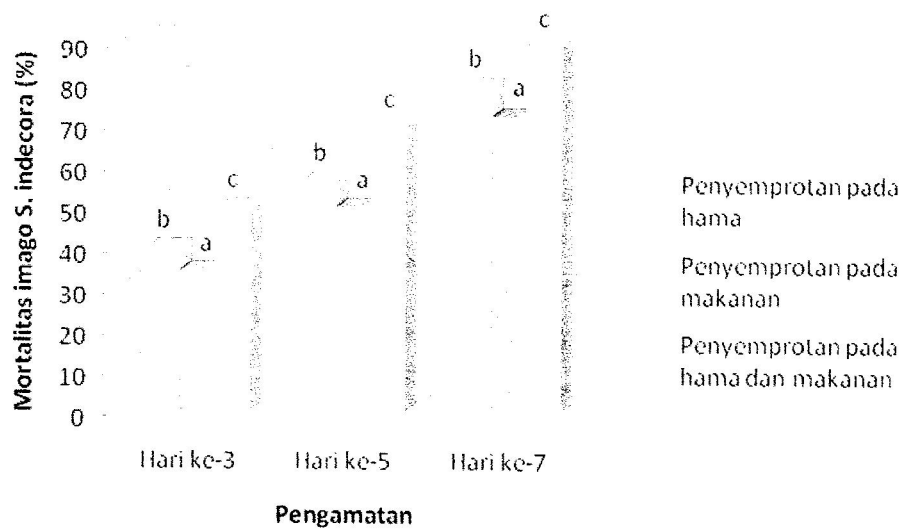 Mortalitas imago S. indecora (%)
90
80
70
60
50
40
30
20
10
0
b
a
c
b
a
c
b
a
c
Hari ke-3
Hari ke-5
Hari ke-7
Pengamatan
Penyemprotan pada
hama
Penyemprotan pada
makanan
Penyemprotan pada
hama dan makanan